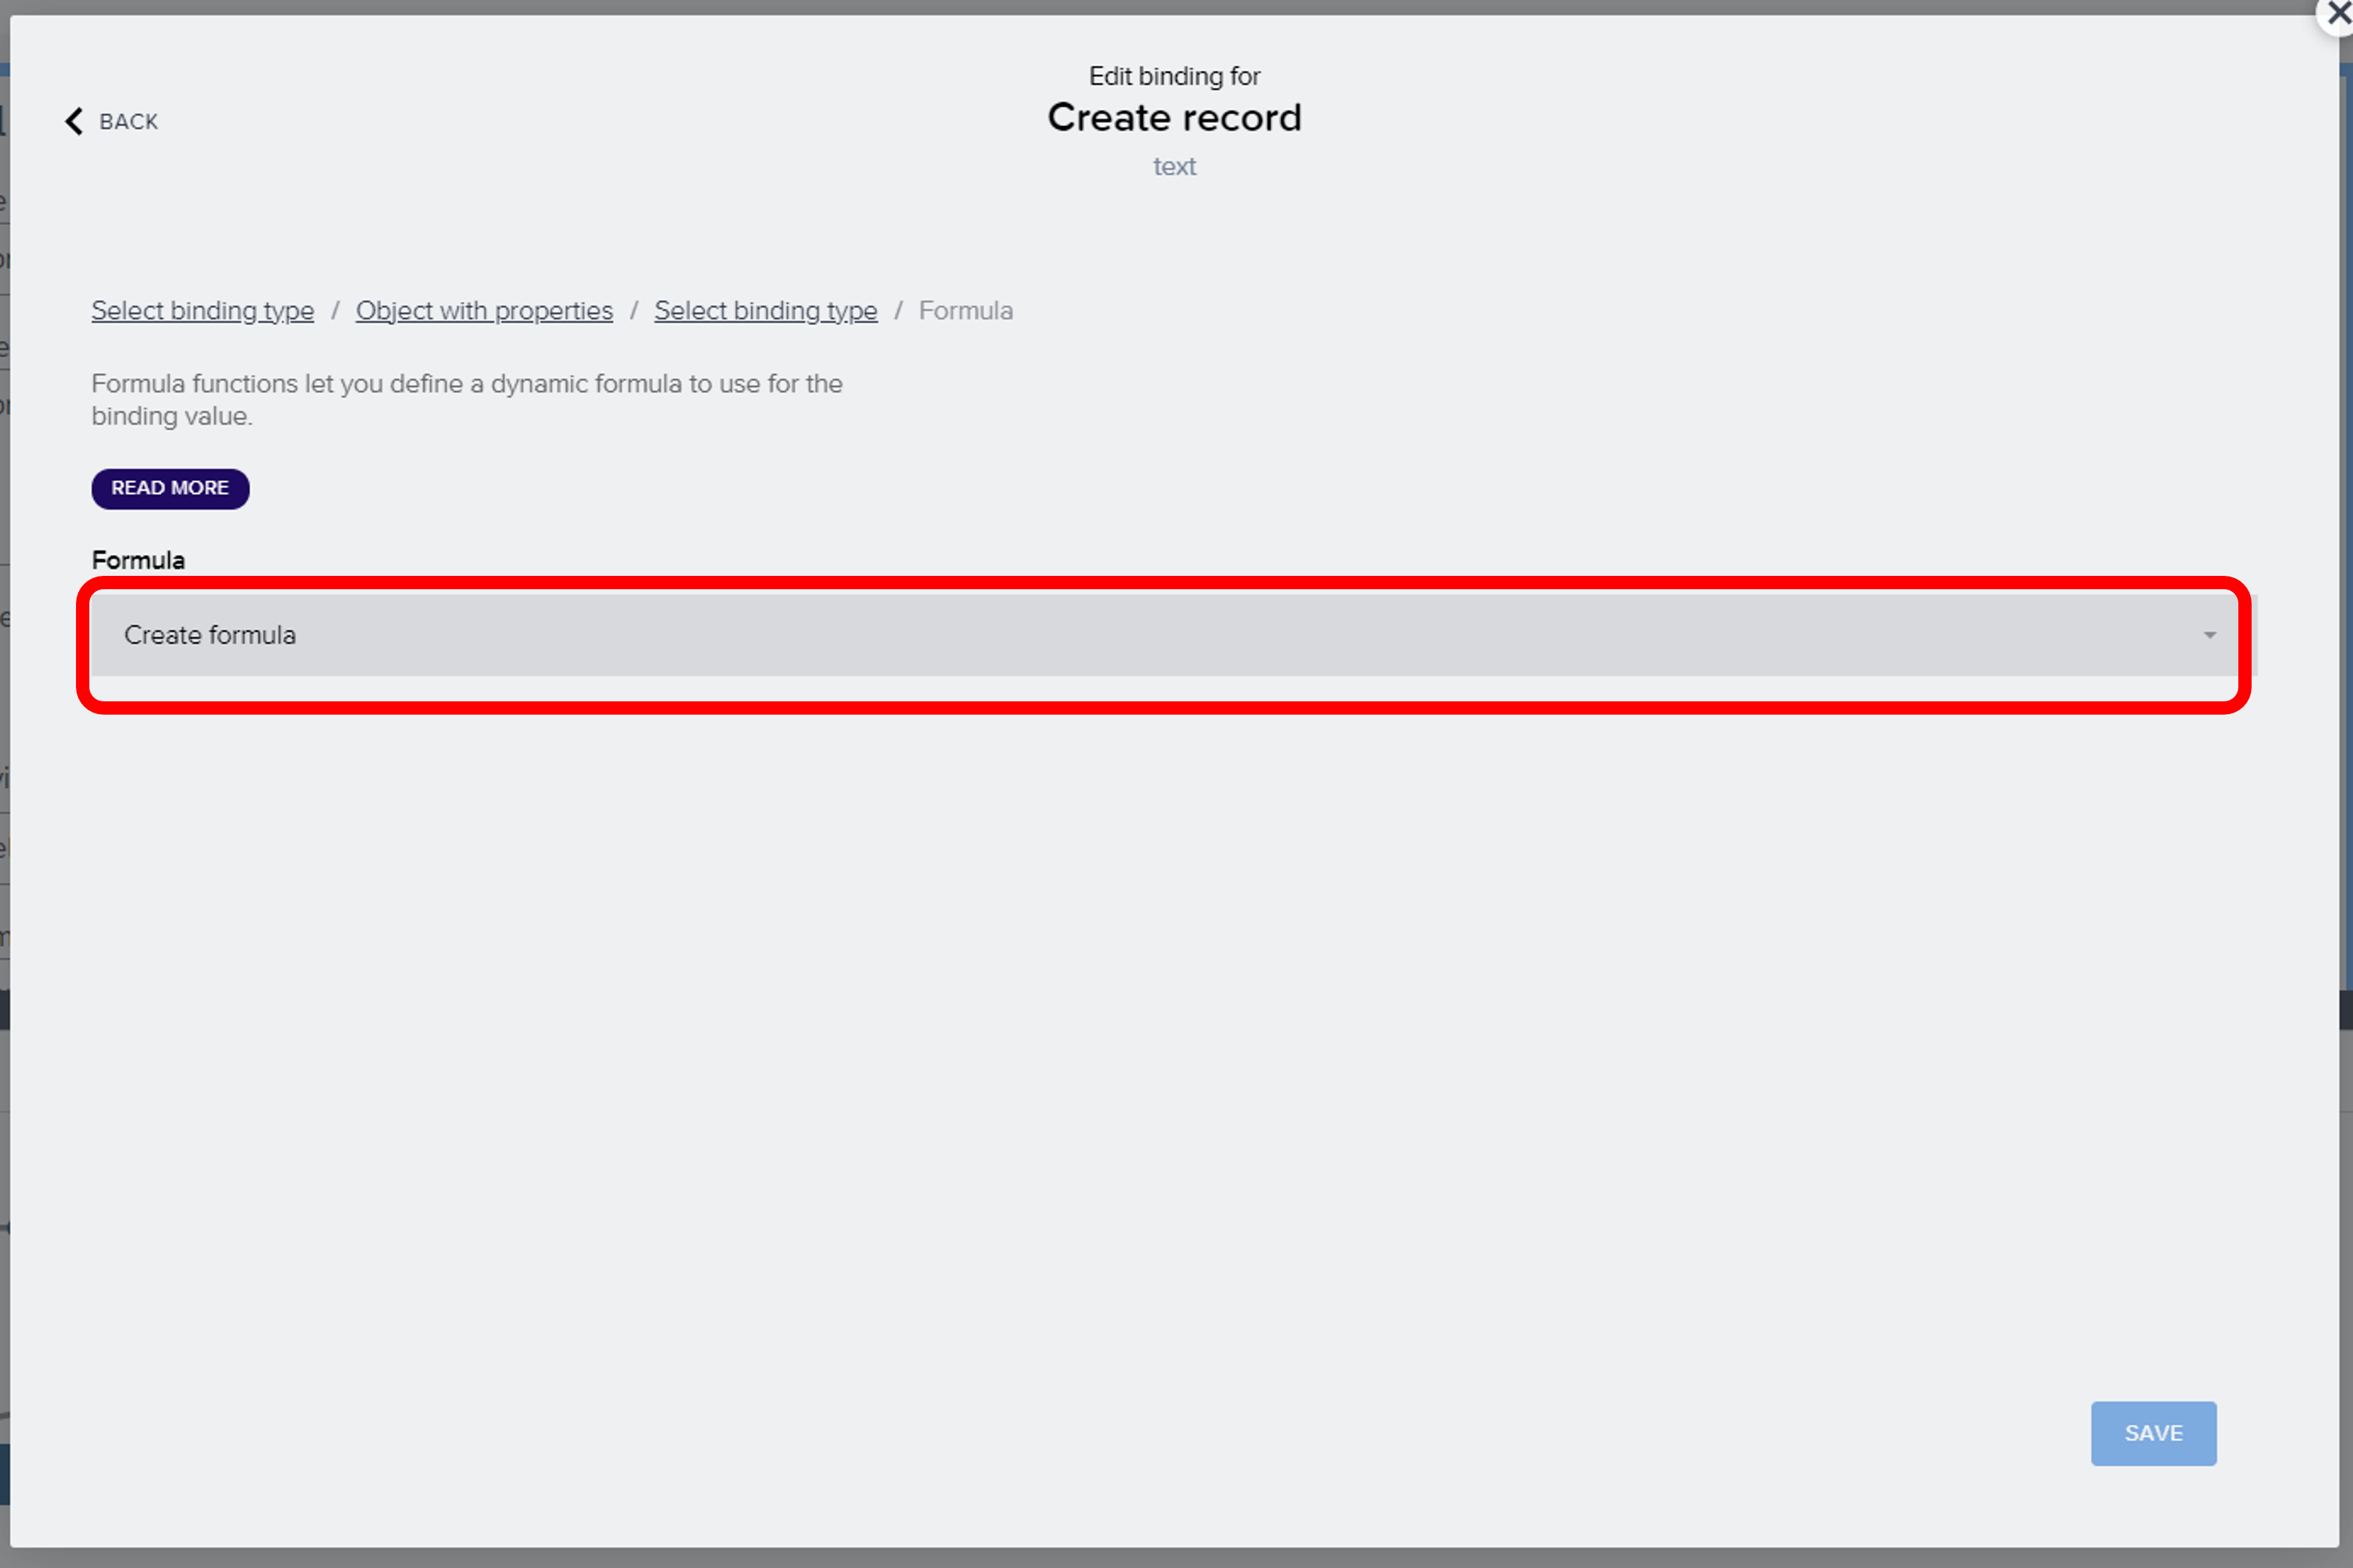 Edit binding for
BACK
Create record
text
Select binding type / Object with properties / Select binding type / Formula
Formula functions let you define a dynamic formula to use for the
binding value.
READ MORE
Formula
Create formula
SAVE